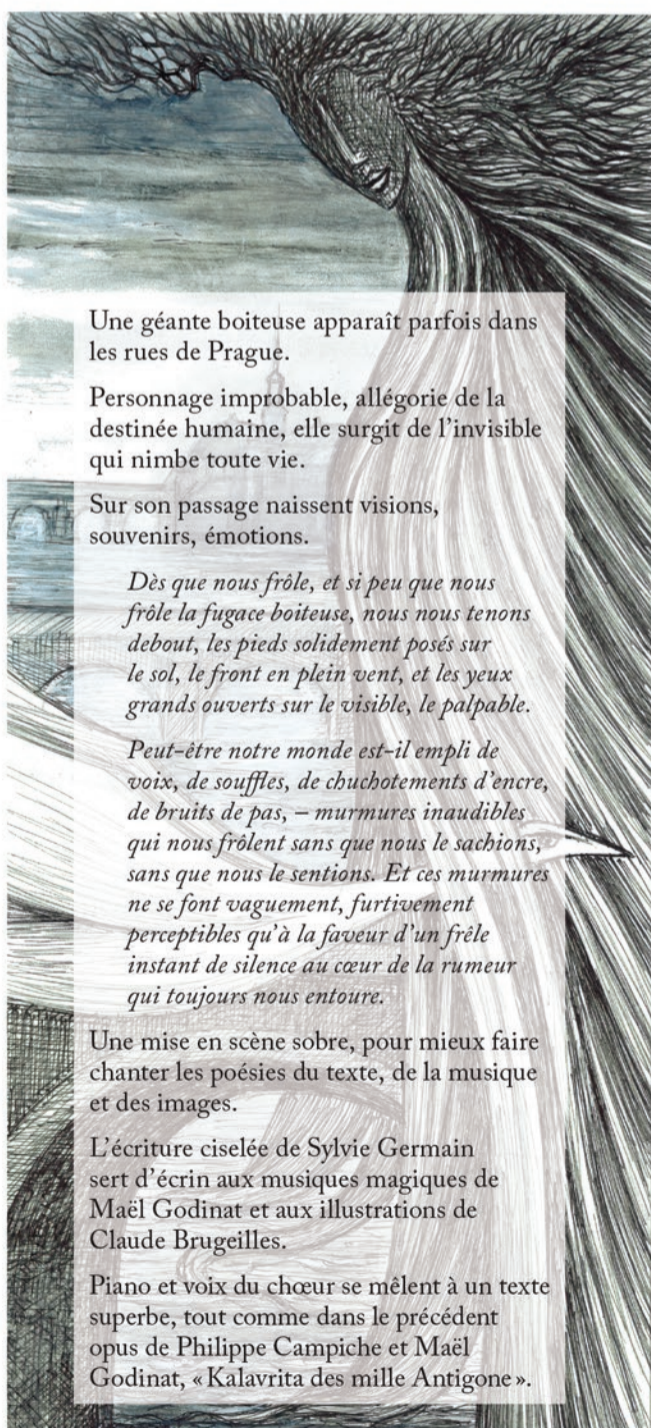 Une géante boiteuse apparaît parfois dans
les rues de Prague.
Personnage improbable, allégorie de la
destinée humaine, elle surgit de l’invisible
qui nimbe toute vie.
Sur son passage naissent visions,
souvenirs, émotions.
Dès que nous frôle, et si peu que nous
frôle la fugace boiteuse, nous nous tenons
debout, les pieds solidement posés sur
le sol, le front en plein vent, et les yeux
grands ouverts sur le visible, le palpable.
Peut-être notre monde est-il empli de
voix, de souffles, de chuchotements d’encre,
de bruits de pas, – murmures inaudibles
qui nous frôlent sans que nous le sachions,
sans que nous le sentions. Et ces murmures
ne se font vaguement, furtivement
perceptibles qu’à la faveur d’un frêle
instant de silence au cœur de la rumeur
qui toujours nous entoure.
Une mise en scène sobre, pour mieux faire
chanter les poésies du texte, de la musique
et des images.
L’écriture ciselée de Sylvie Germain
sert d’écrin aux musiques magiques de
Maël Godinat et aux illustrations de
Claude Brugeilles.
Piano et voix du chœur se mêlent à un texte
superbe, tout comme dans le précédent
opus de Philippe Campiche et Maël
Godinat, « Kalavrita des mille Antigone ».